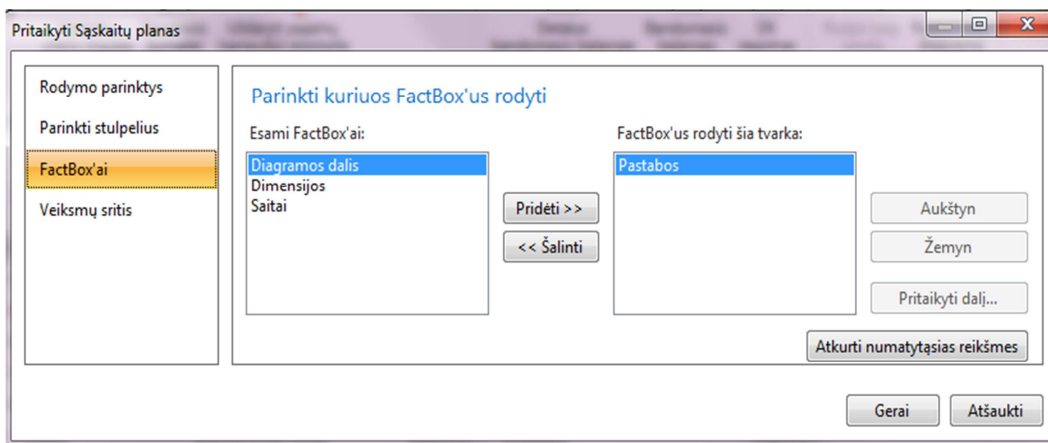 Pritaikyti Sąskaitų planas
Rodymo parinktys
Parinkti stulpelius
FactBox'ai
Veiksmų sritis
Parinkti kuriuos FactBox'us rodyti
Esami FactBox'ai:
Diagramos dalis
Dimensijos
Saitai
Pridėti >>
<< Šalinti
FactBox'us rodyti šia tvarka:
Pastabos
Aukštyn
Žemyn
Pritaikyti dalį...
Atkurti numatytąsias reikšmes
Gerai
Atšaukti